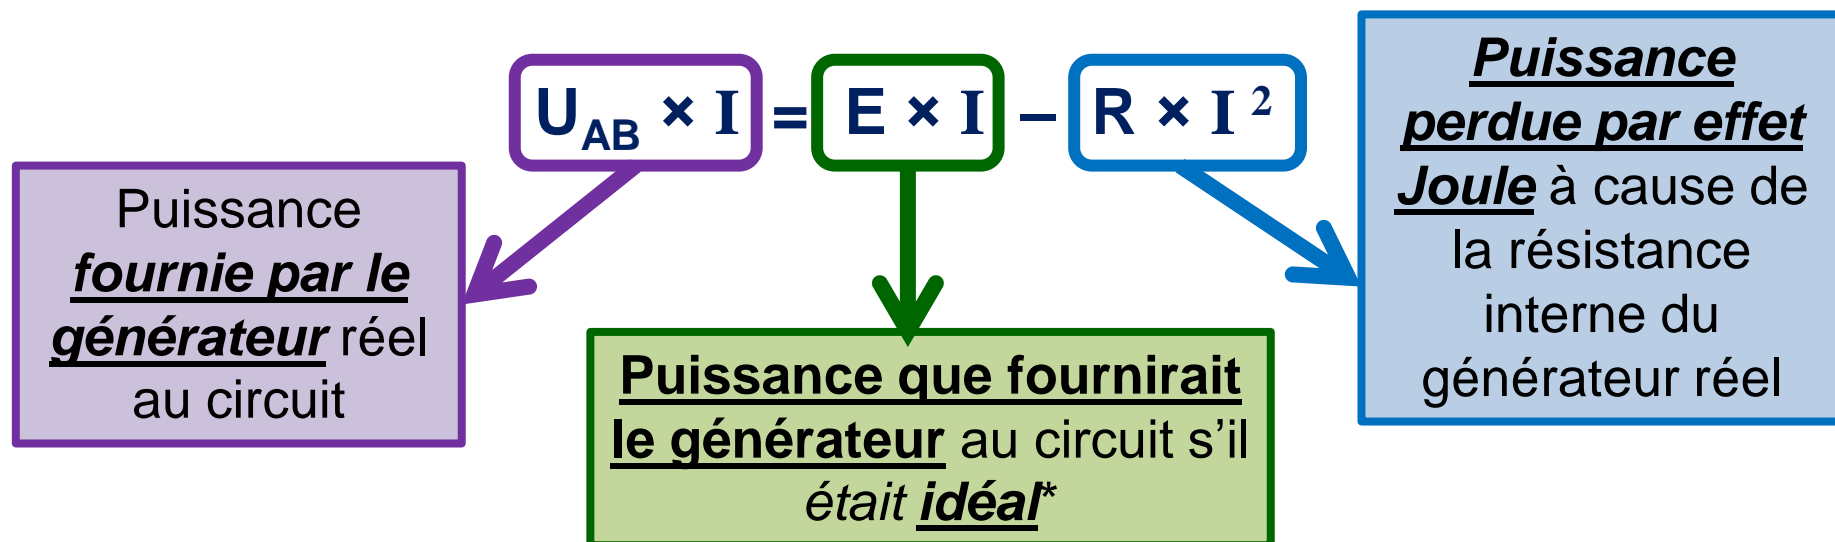 U_AB × I = E × I – R × I ²
Puissance
fournie par le
générateur réel
au circuit
Puissance que fournirait
le générateur au circuit s’il
était idéal*
Puissance
perdue par effet
Joule à cause de
la résistance
interne du
générateur réel